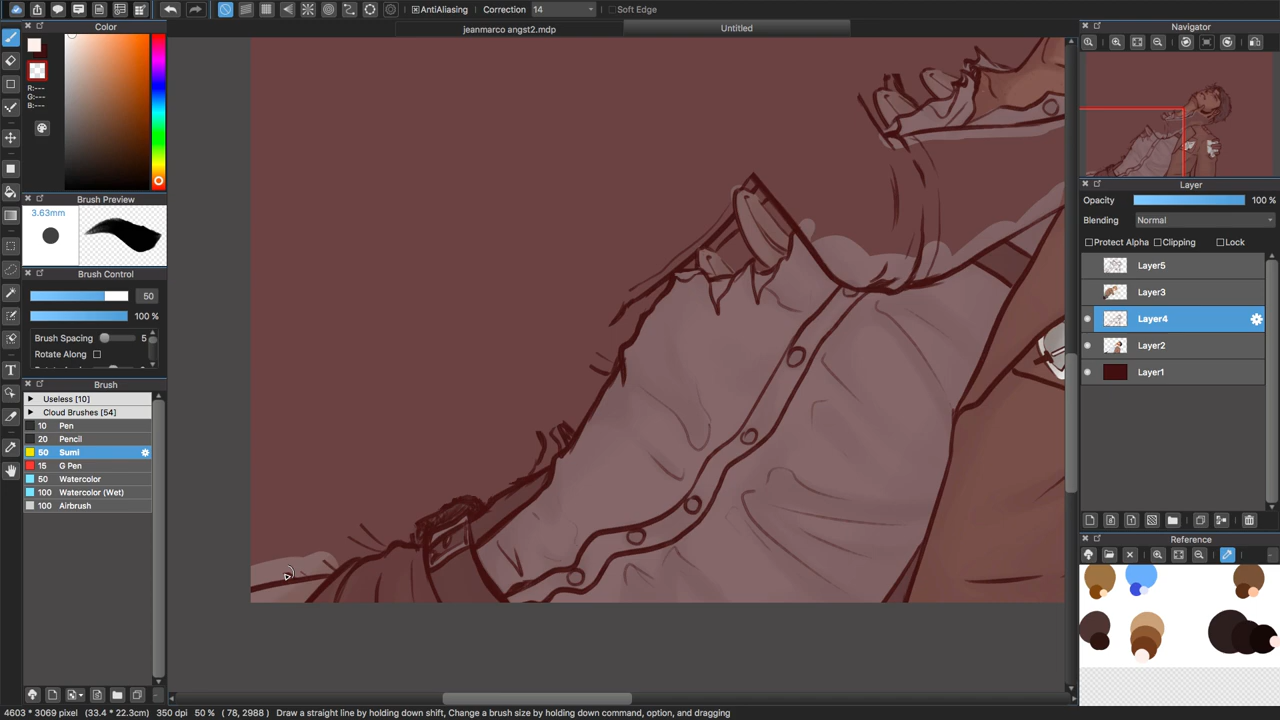 AntiAliasing Correction 14 Soft Edge
jeanmarco angst2.mdp Untitled
Color
R:---
G:---
B:---
Brush Preview
3.63mm
Brush Control
50
100 %
Brush Spacing 5
Rotate Along
Brush
Useless [10]
Cloud Brushes [54]
10 Pen
20 Pencil
50 Sumi
15 G Pen
50 Watercolor
100 Watercolor (Wet)
100 Airbrush
Navigator
Layer
Opacity 100 %
Blending Normal
Protect Alpha Clipping Lock
Layer5
Layer3
Layer4
Layer2
Layer1
Reference
4603 * 3069 pixel (33.4 * 22.3cm) 350 dpi 50 % ( 78, 2988 ) Draw a straight line by holding down shift, Change a brush size by holding down command, option, and dragging